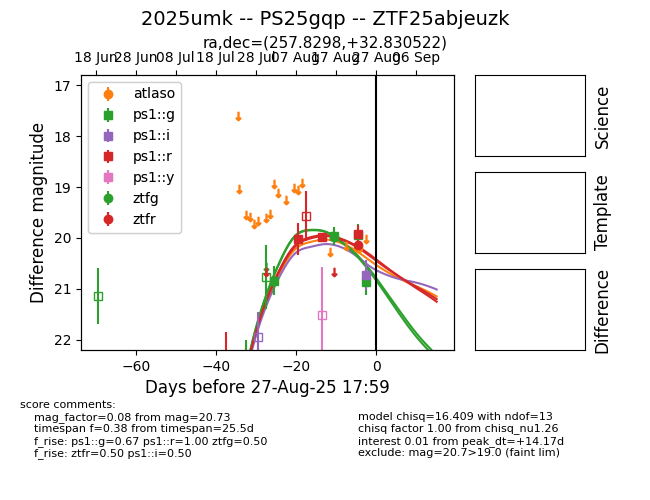 2025umk -- PS25gqp -- ZTF25abjeuzk
ra,dec=(257.8298,+32.830522)
18 Jun 28 Jun 08 Jul 18 Jul 28 Jul 07 Aug 17 Aug 27 Aug 06 Sep
17
18
19
20
21
22
Difference magnitude
atlaso
ps1::g
ps1::i
ps1::r
ps1::y
ztfg
ztfr
−60 −40 −20 0
Days before 27-Aug-25 17:59
Science
Template
Difference
score comments:
mag_factor=0.08 from mag=20.73
timespan f=0.38 from timespan=25.5d
f_rise: ps1::g=0.67 ps1::r=1.00 ztfg=0.50
f_rise: ztfr=0.50 ps1::i=0.50
model chisq=16.409 with ndof=13
chisq factor 1.00 from chisq_nu1.26
interest 0.01 from peak_dt=+14.17d
exclude: mag=20.7>19.0 (faint lim)